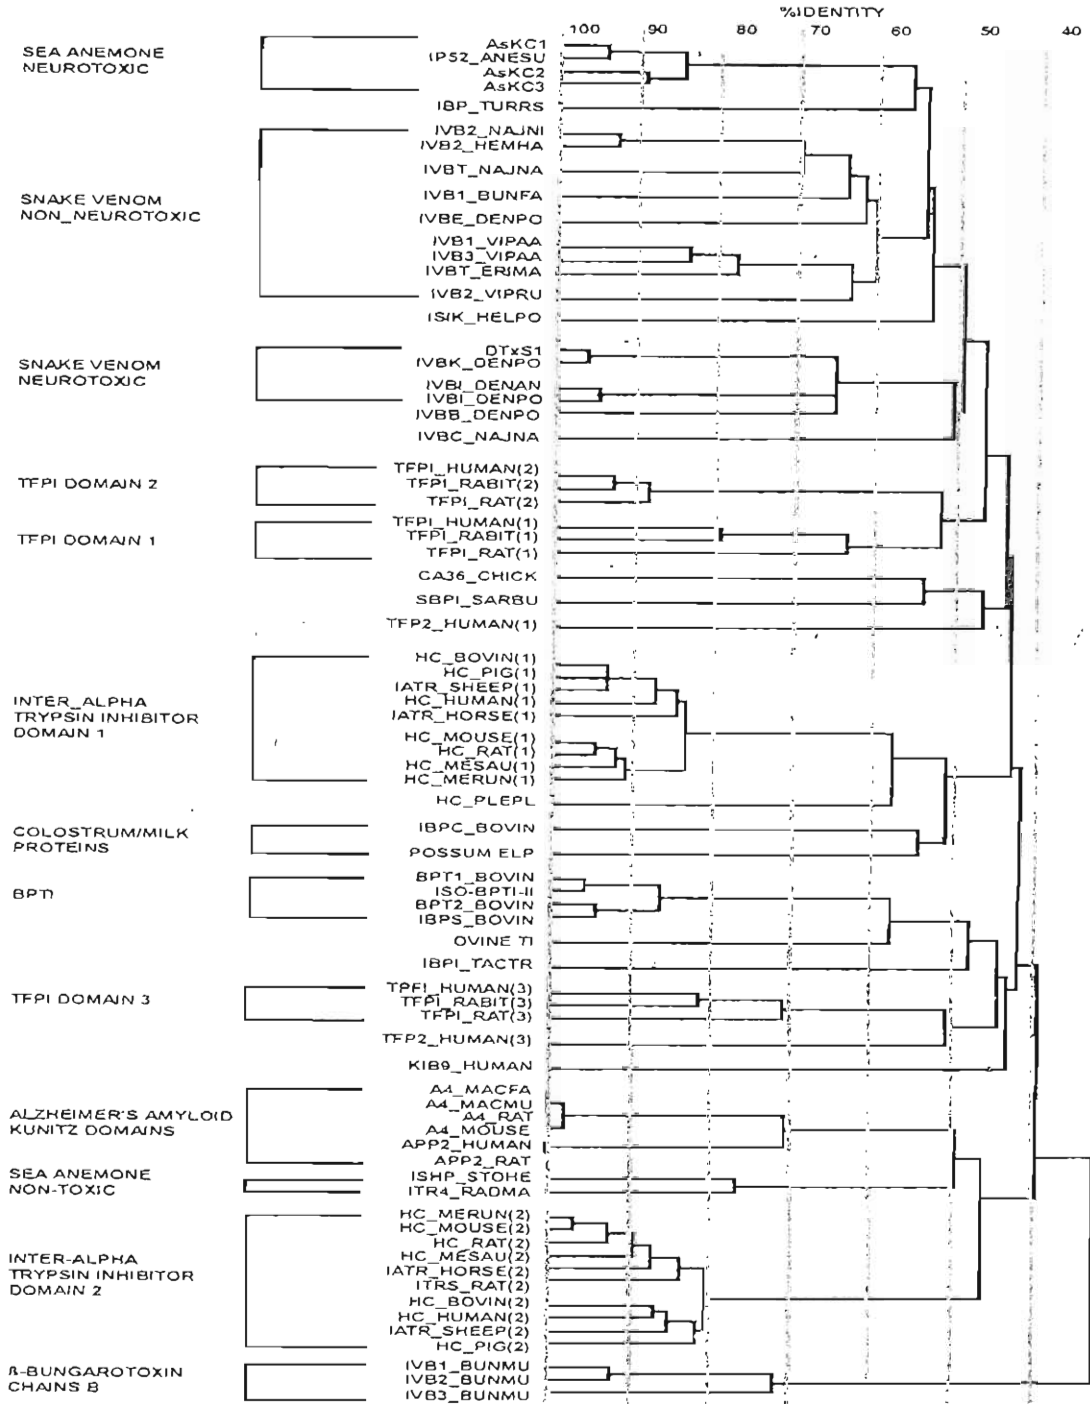 %IDENTITY
100 90 80 70 60 50 40
SEA ANEMONE
NEUROTOXIC
AsKC1
IPS2_ANESU
AsKC2
AsKC3
IBP_TURRS
SNAKE VENOM
NON_NEUROTOXIC
IVB2_NAJNI
IVB2_HEMHA
IVBT_NAJNA
IVB1_BUNFA
IVBE_DENPO
IVB1_VIPAA
IVB3_VIPAA
IVBT_ERIMA
IVB2_VIPRU
ISIK_HELPO
SNAKE VENOM
NEUROTOXIC
DTxS1
IVBK_DENPO
IVBI_DENAN
IVBI_DENPO
IVBB_DENPO
IVBC_NAJNA
TFPI DOMAIN 2
TFPI_HUMAN(2)
TFPI_RABIT(2)
TFPI_RAT(2)
TFPI DOMAIN 1
TFPI_HUMAN(1)
TFPI_RABIT(1)
TFPI_RAT(1)
CA36_CHICK
SBPI_SARBU
TFP2_HUMAN(1)
INTER_ALPHA
TRYPSIN INHIBITOR
DOMAIN 1
HC_BOVIN(1)
HC_PIG(1)
IATR_SHEEP(1)
HC_HUMAN(1)
IATR_HORSE(1)
HC_MOUSE(1)
HC_RAT(1)
HC_MESAU(1)
HC_MERUN(1)
HC_PLEPL
COLOSTRUM/MILK
PROTEINS
IBPC_BOVIN
POSSUM ELP
BPTI
BPT1_BOVIN
ISO-BPTI-II
BPT2_BOVIN
IBPS_BOVIN
OVINE TI
IBPI_TACTR
TFPI DOMAIN 3
TPFI_HUMAN(3)
TFPI_RABIT(3)
TFPI_RAT(3)
TFP2_HUMAN(3)
KIB9_HUMAN
ALZHEIMER'S AMYLOID
KUNITZ DOMAINS
A4_MACFA
A4_MACMU
A4_RAT
A4_MOUSE
APP2_HUMAN
APP2_RAT
SEA ANEMONE
NON-TOXIC
ISHP_STOHE
ITR4_RADMA
INTER-ALPHA
TRYPSIN INHIBITOR
DOMAIN 2
HC_MERUN(2)
HC_MOUSE(2)
HC_RAT(2)
HC_MESAU(2)
IATR_HORSE(2)
ITRS_RAT(2)
HC_BOVIN(2)
HC_HUMAN(2)
IATR_SHEEP(2)
HC_PIG(2)
ß-BUNGAROTOXIN
CHAINS B
IVB1_BUNMU
IVB2_BUNMU
IVB3_BUNMU